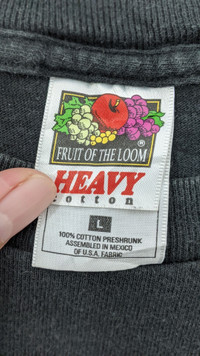 FRUIT OF THE LOOM
®
HEAVY
cotton
L
100% COTTON PRESHRUNK
ASSEMBLED IN MEXICO
OF U.S.A. FABRIC